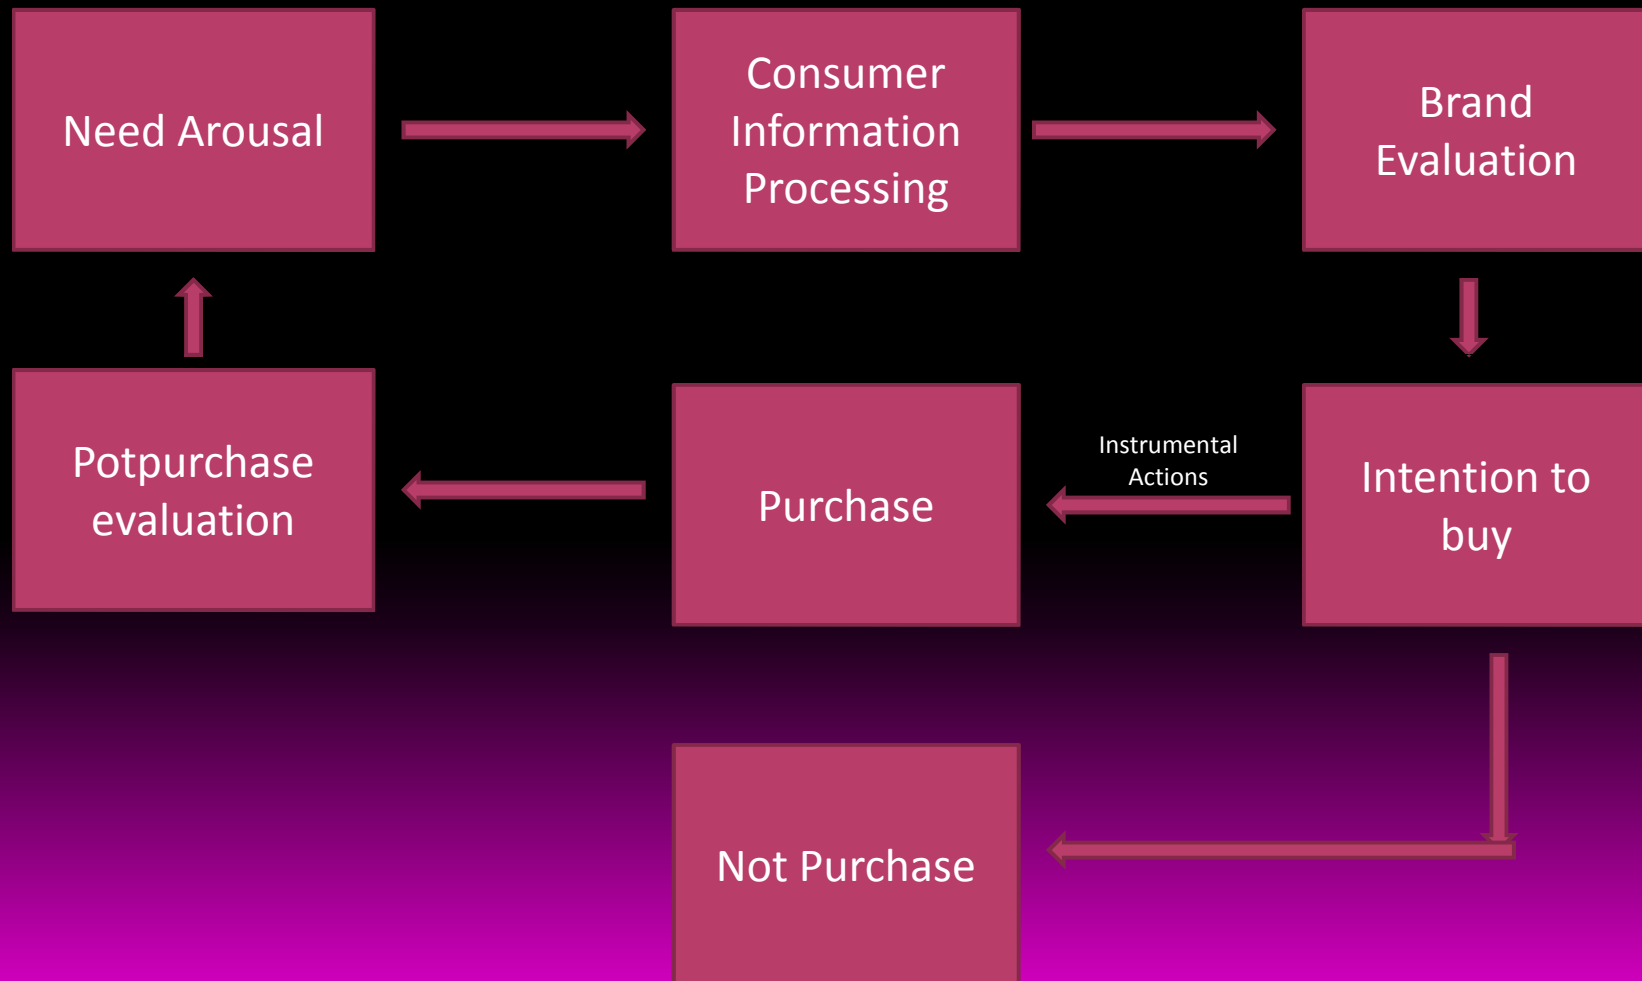 Need Arousal
Consumer
Information
Processing
Brand
Evaluation
Potpurchase
evaluation
Purchase
Instrumental
Actions
Intention to
buy
Not Purchase